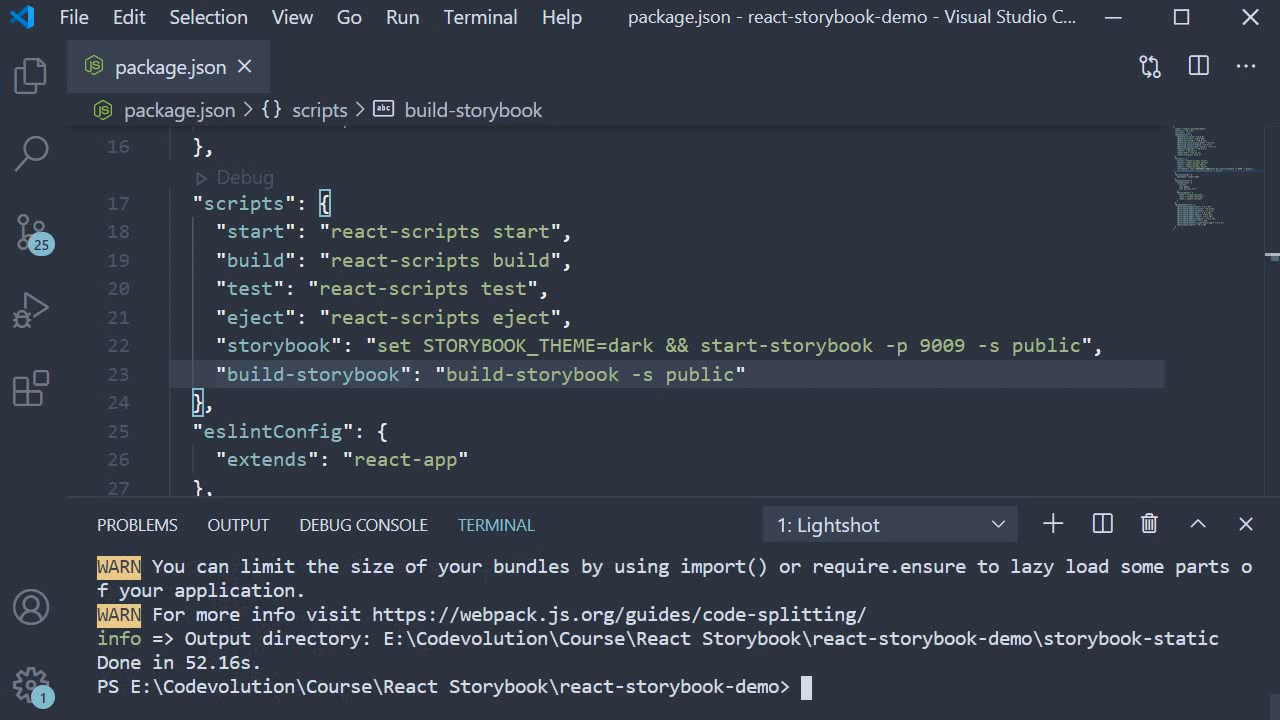 File Edit Selection View Go Run Terminal Help package.json - react-storybook-demo - Visual Studio C...
JS package.json
JS package.json > {} scripts > abc build-storybook
16 },
Debug
17 "scripts": {
18 "start": "react-scripts start",
19 "build": "react-scripts build",
20 "test": "react-scripts test",
21 "eject": "react-scripts eject",
22 "storybook": "set STORYBOOK_THEME=dark && start-storybook -p 9009 -s public",
23 "build-storybook": "build-storybook -s public"
24 },
25 "eslintConfig": {
26 "extends": "react-app"
27 },
25
PROBLEMS OUTPUT DEBUG CONSOLE TERMINAL 1: Lightshot
WARN You can limit the size of your bundles by using import() or require.ensure to lazy load some parts o
f your application.
WARN For more info visit https://webpack.js.org/guides/code-splitting/
info => Output directory: E:\Codevolution\Course\React Storybook\react-storybook-demo\storybook-static
Done in 52.16s.
PS E:\Codevolution\Course\React Storybook\react-storybook-demo>
1